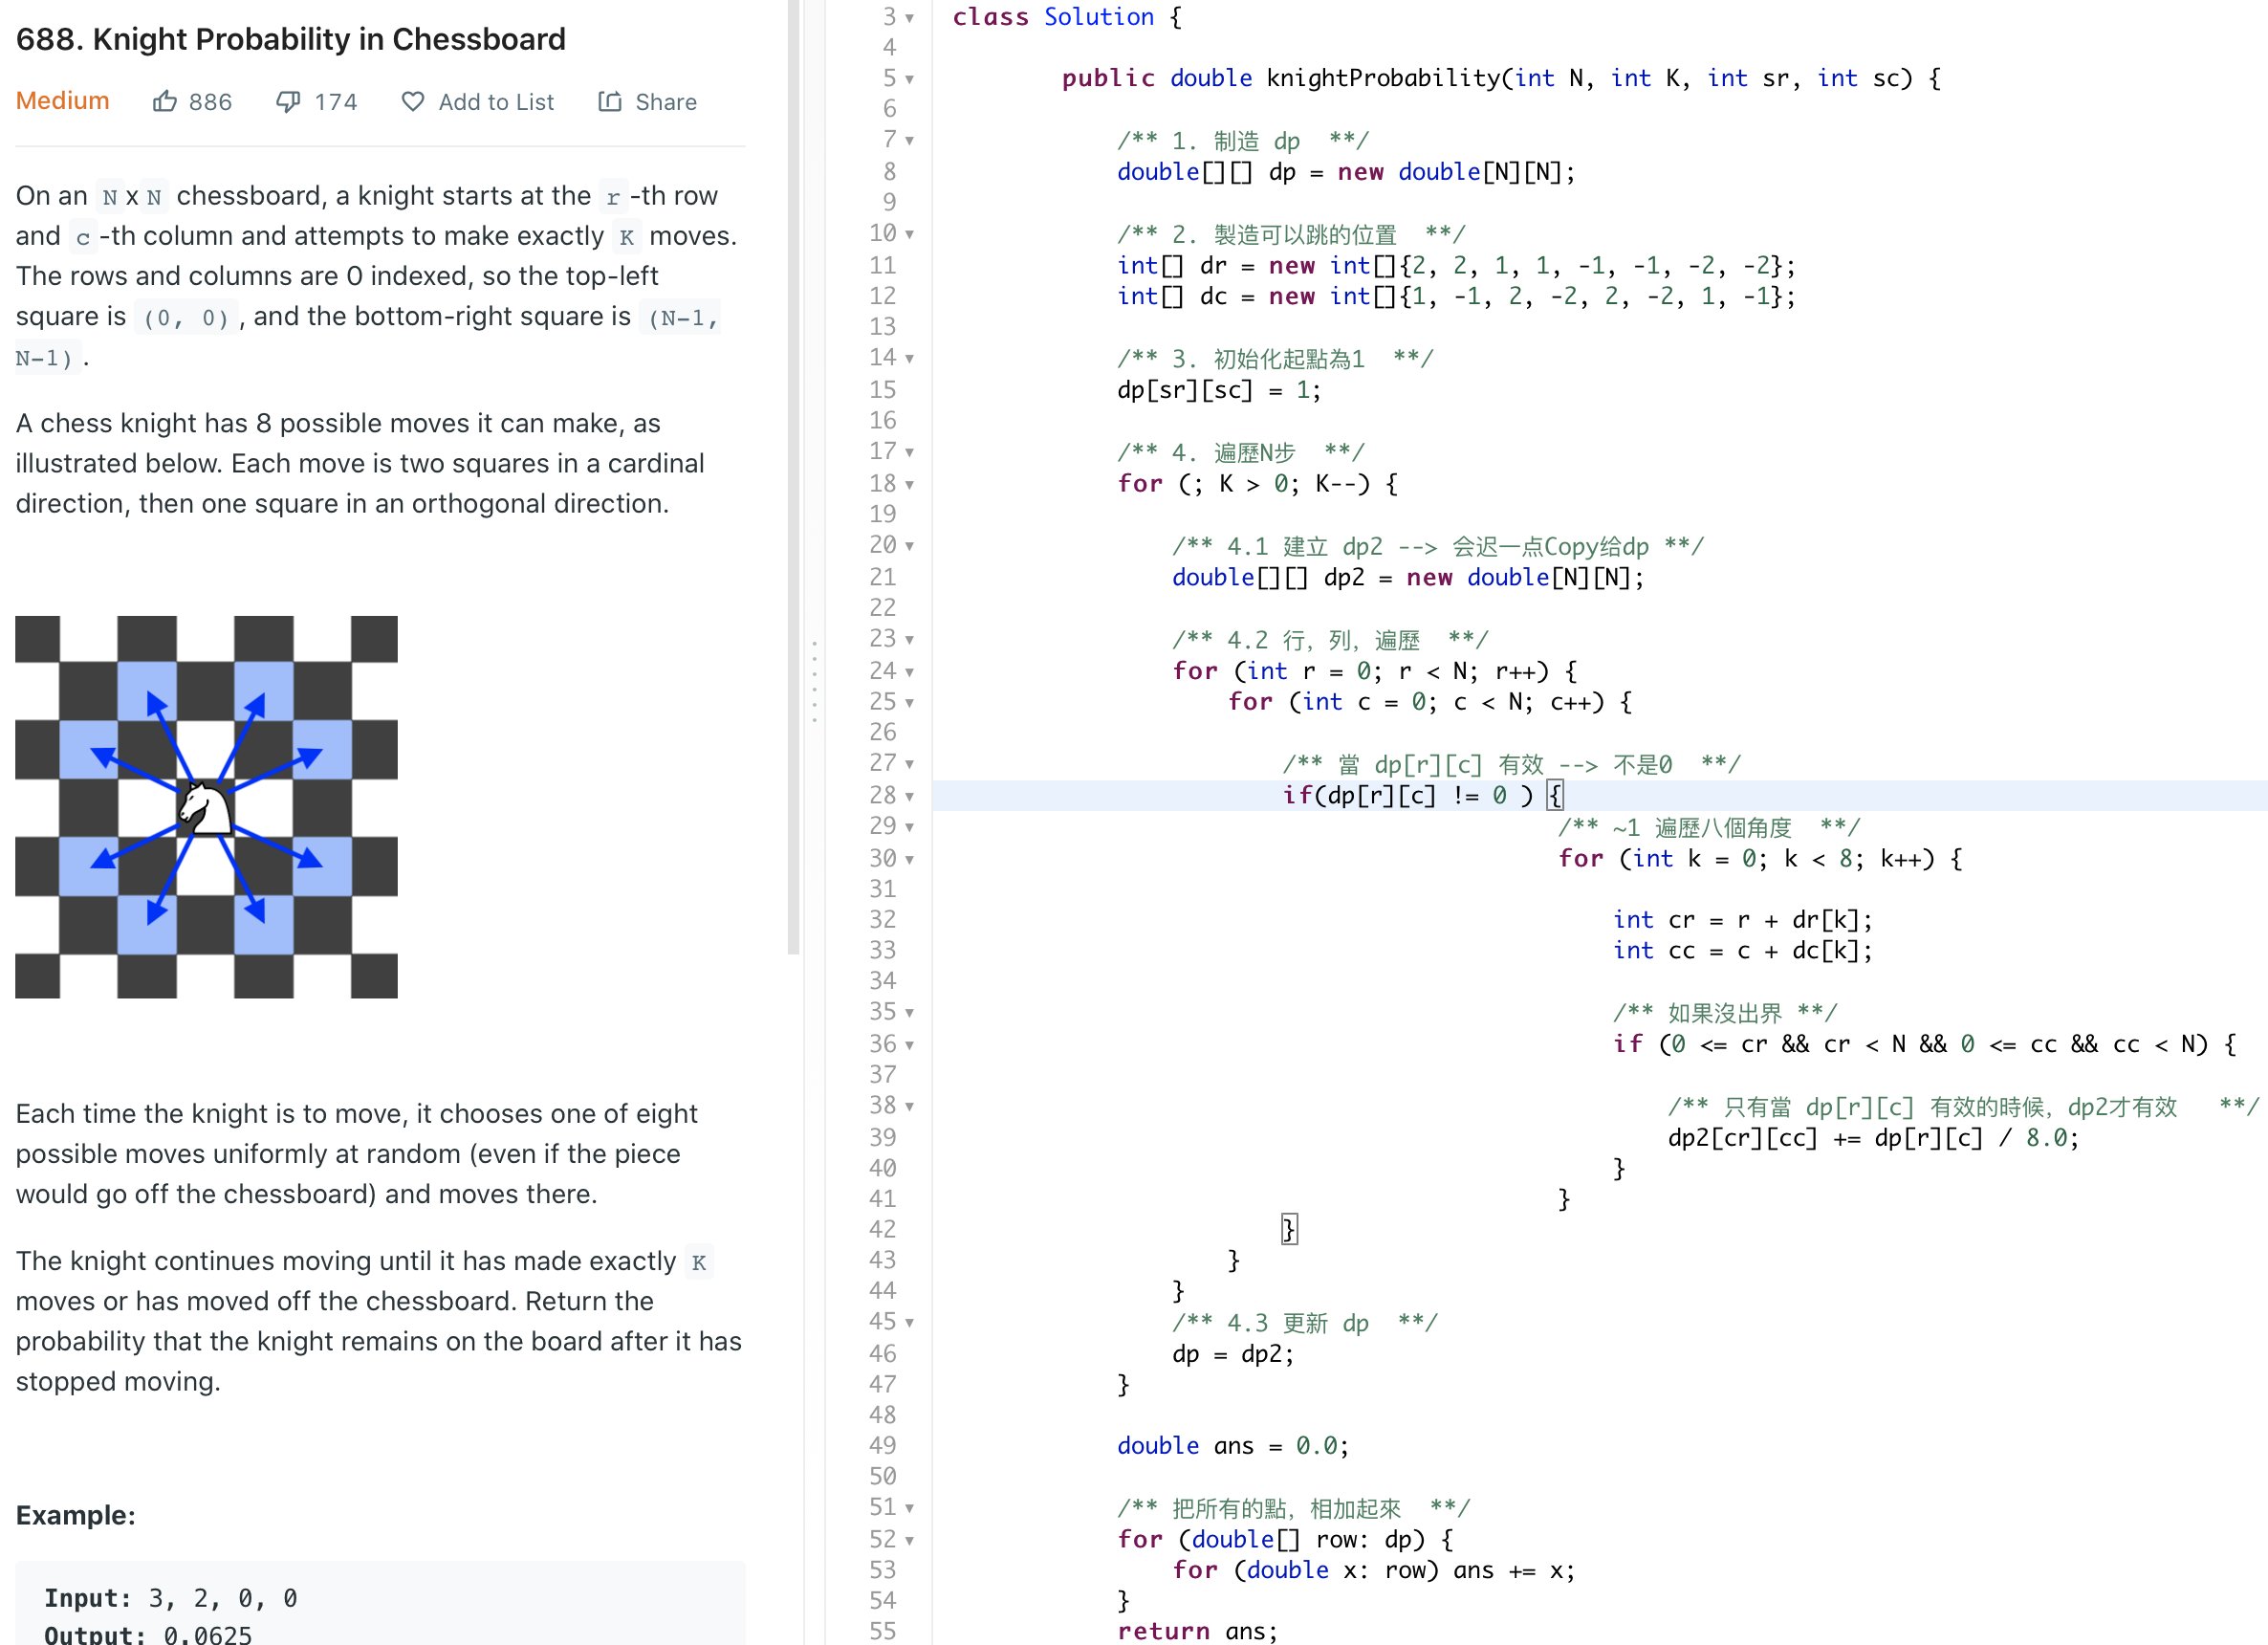 688. Knight Probability in Chessboard
Medium 886 174 Add to List Share
On an N x N chessboard, a knight starts at the r -th row
and c -th column and attempts to make exactly K moves.
The rows and columns are 0 indexed, so the top-left
square is (0, 0) , and the bottom-right square is (N-1,
N-1) .
A chess knight has 8 possible moves it can make, as
illustrated below. Each move is two squares in a cardinal
direction, then one square in an orthogonal direction.
Each time the knight is to move, it chooses one of eight
possible moves uniformly at random (even if the piece
would go off the chessboard) and moves there.
The knight continues moving until it has made exactly K
moves or has moved off the chessboard. Return the
probability that the knight remains on the board after it has
stopped moving.
Example:
Input: 3, 2, 0, 0
Output: 0.0625
3 class Solution {
4
5 public double knightProbability(int N, int K, int sr, int sc) {
6
7 /** 1. 制造 dp **/
8 double[][] dp = new double[N][N];
9
10 /** 2. 製造可以跳的位置 **/
11 int[] dr = new int[]{2, 2, 1, 1, -1, -1, -2, -2};
12 int[] dc = new int[]{1, -1, 2, -2, 2, -2, 1, -1};
13
14 /** 3. 初始化起點為1 **/
15 dp[sr][sc] = 1;
16
17 /** 4. 遍歷N步 **/
18 for (; K > 0; K--) {
19
20 /** 4.1 建立 dp2 --> 会迟一点Copy给dp **/
21 double[][] dp2 = new double[N][N];
22
23 /** 4.2 行，列，遍歷 **/
24 for (int r = 0; r < N; r++) {
25 for (int c = 0; c < N; c++) {
26
27 /** 當 dp[r][c] 有效 --> 不是0 **/
28 if(dp[r][c] != 0 ) {
29 /** ~1 遍歷八個角度 **/
30 for (int k = 0; k < 8; k++) {
31
32 int cr = r + dr[k];
33 int cc = c + dc[k];
34
35 /** 如果沒出界 **/
36 if (0 <= cr && cr < N && 0 <= cc && cc < N) {
37
38 /** 只有當 dp[r][c] 有效的時候，dp2才有效 **/
39 dp2[cr][cc] += dp[r][c] / 8.0;
40 }
41 }
42 }
43 }
44 }
45 /** 4.3 更新 dp **/
46 dp = dp2;
47 }
48
49 double ans = 0.0;
50
51 /** 把所有的點，相加起來 **/
52 for (double[] row: dp) {
53 for (double x: row) ans += x;
54 }
55 return ans;